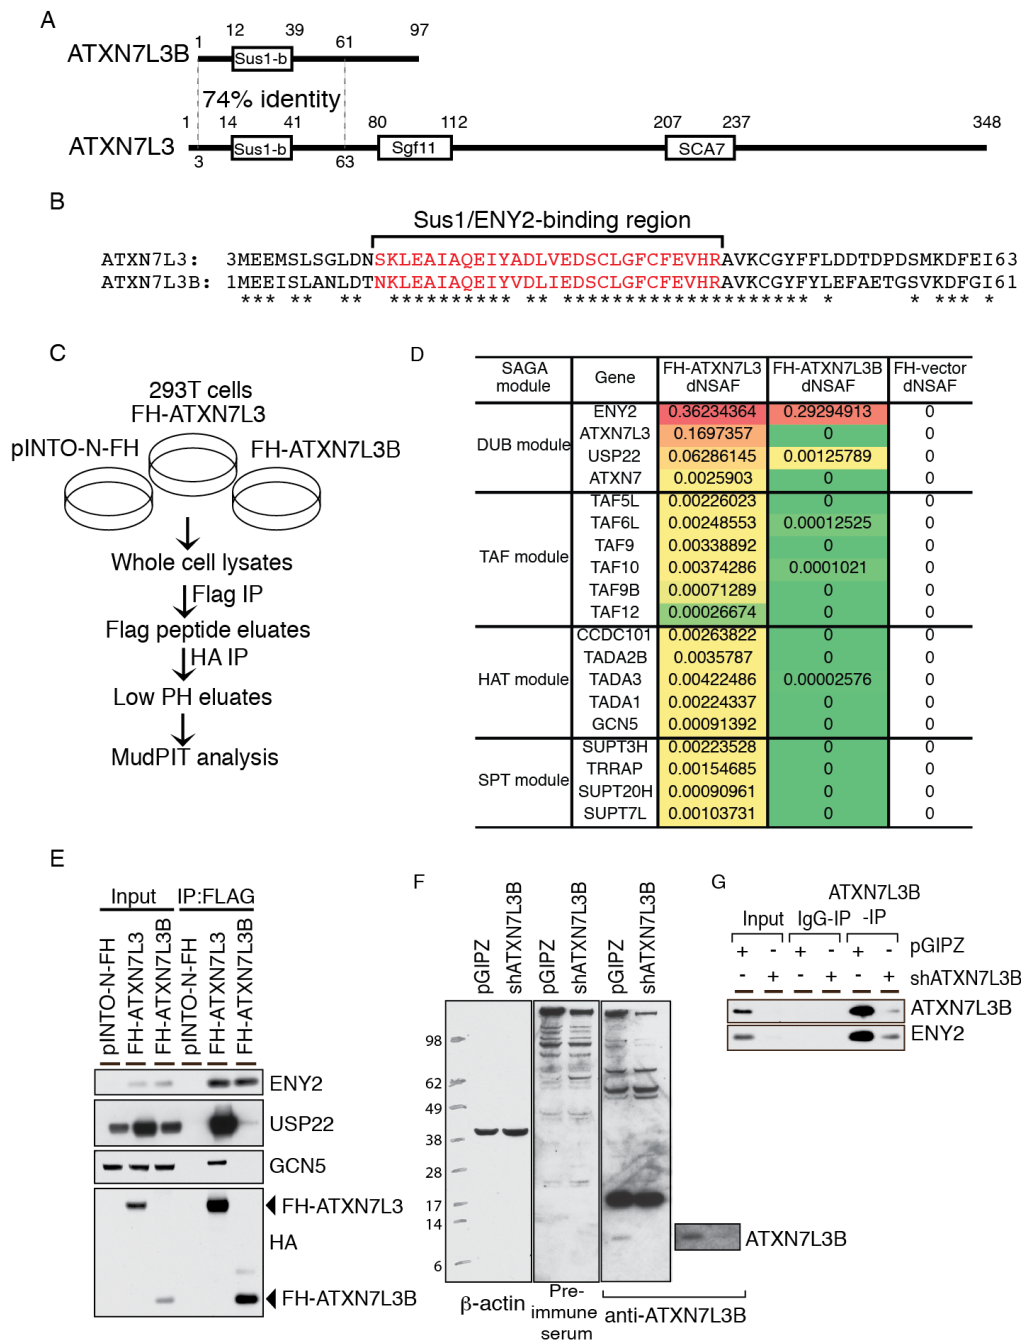 A
ATXN7L3B
1 12 39 61 97
Sus1-b
74% identity
ATXN7L3
1 14 41 80 112 207 237 348
Sus1-b Sgf11 SCA7
3 63
B
Sus1/ENY2-binding region
ATXN7L3: 3MEEMSLSGLDNSKLEAIAQEIYADLVEDSCLGFCFEVHRAVKCGYFFLDDTDPDSMKDFEI63
ATXN7L3B: 1MEEISLANLDTNKLEAIAQEIYVDLIEDSCLGFCFEVHRAVKCGYFYLEFAETGSVKDFGI61
*** ** ** *********** ** ********************** * * *** *
C
293T cells
FH-ATXN7L3
pINTO-N-FH FH-ATXN7L3B
Whole cell lysates
Flag IP
Flag peptide eluates
HA IP
Low PH eluates
MudPIT analysis
D
SAGA module Gene FH-ATXN7L3 dNSAF FH-ATXN7L3B dNSAF FH-vector dNSAF
DUB module
ENY2 0.36234364 0.29294913 0
ATXN7L3 0.1697357 0 0
USP22 0.06286145 0.00125789 0
ATXN7 0.0025903 0 0
TAF module
TAF5L 0.00226023 0 0
TAF6L 0.00248553 0.00012525 0
TAF9 0.00338892 0 0
TAF10 0.00374286 0.0001021 0
TAF9B 0.00071289 0 0
TAF12 0.00026674 0 0
HAT module
CCDC101 0.00263822 0 0
TADA2B 0.0035787 0 0
TADA3 0.00422486 0.00002576 0
TADA1 0.00224337 0 0
GCN5 0.00091392 0 0
SPT module
SUPT3H 0.00223528 0 0
TRRAP 0.00154685 0 0
SUPT20H 0.00090961 0 0
SUPT7L 0.00103731 0 0
E
Input IP:FLAG
pINTO-N-FH FH-ATXN7L3 FH-ATXN7L3B pINTO-N-FH FH-ATXN7L3 FH-ATXN7L3B
ENY2
USP22
GCN5
FH-ATXN7L3
HA
FH-ATXN7L3B
F
pGIPZ shATXN7L3B pGIPZ shATXN7L3B pGIPZ shATXN7L3B
98
62
49
38
28
17
14
6
ATXN7L3B
β-actin
Pre-immune serum
anti-ATXN7L3B
G
ATXN7L3B
Input IgG-IP -IP
+ - + - + - pGIPZ
- + - + - + shATXN7L3B
ATXN7L3B
ENY2